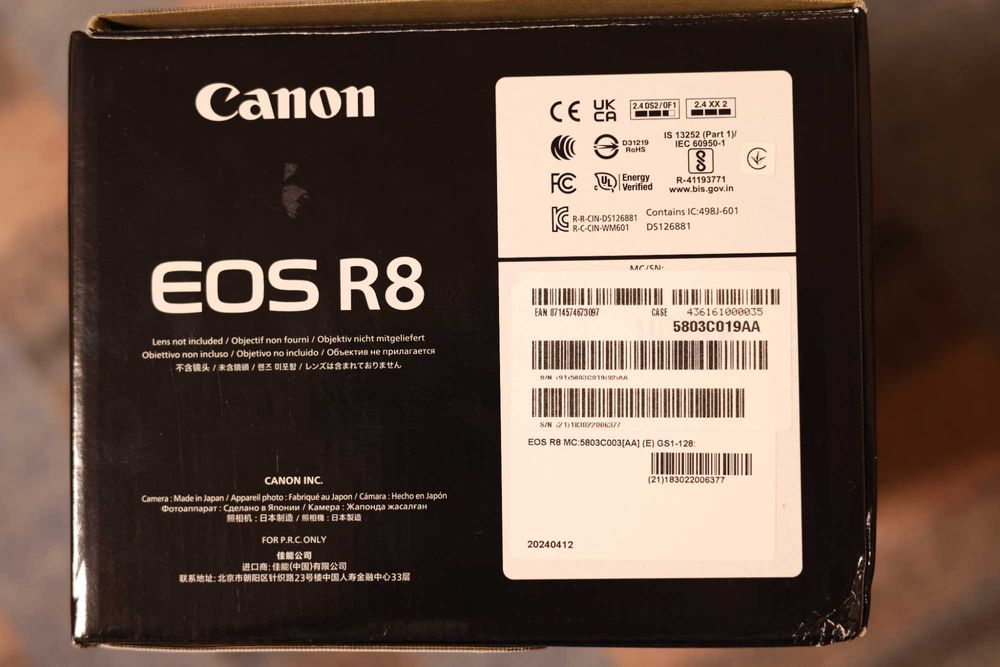 Canon
EOS R8
Lens not included / Objectif non fourni / Objektiv nicht mitgeliefert
Obiettivo non incluso / Objetivo no incluido / Объектив не прилагается
不含镜头 / 未含鏡頭 / 렌즈 미포함 / レンズは含まれておりません
CANON INC.
Camera : Made in Japan / Appareil photo : Fabriqué au Japon / Cámara : Hecho en Japón
Фотоаппарат : Сделано в Японии / Камера : Жапонда жасалған
照相机 : 日本制造 / 照相機 : 日本製造
FOR P.R.C. ONLY
佳能公司
进口商: 佳能(中国)有限公司
联系地址: 北京市朝阳区针织路23号楼中国人寿金融中心33层
CE UK CA 2.4 DS2/OF1 2.4 XX 2
D31219
RoHS
IS 13252 (Part 1)/
IEC 60950-1
R-41193771
www.bis.gov.in
FC UL Energy
Verified
R-R-CIN-DS126881
R-C-CIN-WM601
Contains IC:498J-601
DS126881
MC/SN:
EAN 8714574673097 CASE 436161000035
5803C019AA
S/N (91)5803C019(92)AA
S/N (21)183022006377
EOS R8 MC:5803C003[AA] (E) GS1-128:
(21)183022006377
20240412